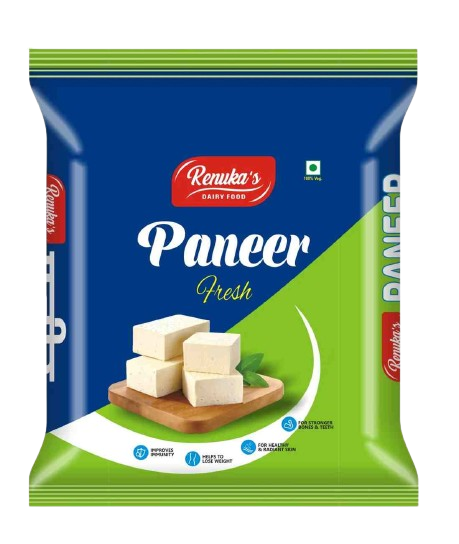 Renuka's
DAIRY FOOD
100% Veg.
Paneer
Fresh
FOR STRONGER
BONES & TEETH
FOR HEALTHY
& RADIANT SKIN
IMPROVES
IMMUNITY
HELPS TO
LOSE WEIGHT
Renuka's
PANEER
Renuka's